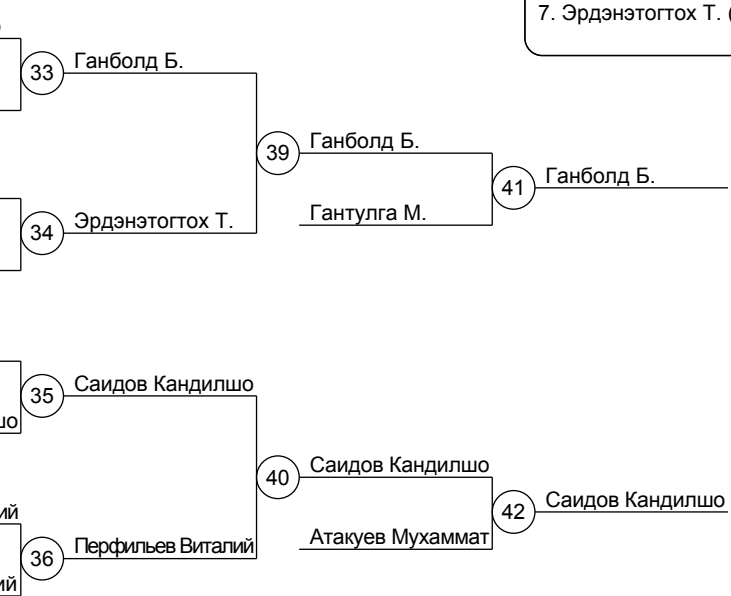 7. Эрдэнэтогтох Т. (
33 Ганболд Б.
39 Ганболд Б.
41 Ганболд Б.
Гантулга М.
34 Эрдэнэтогтох Т.
35 Саидов Кандилшо
40 Саидов Кандилшо
42 Саидов Кандилшо
Атакуев Мухаммат
36 Перфильев Виталий